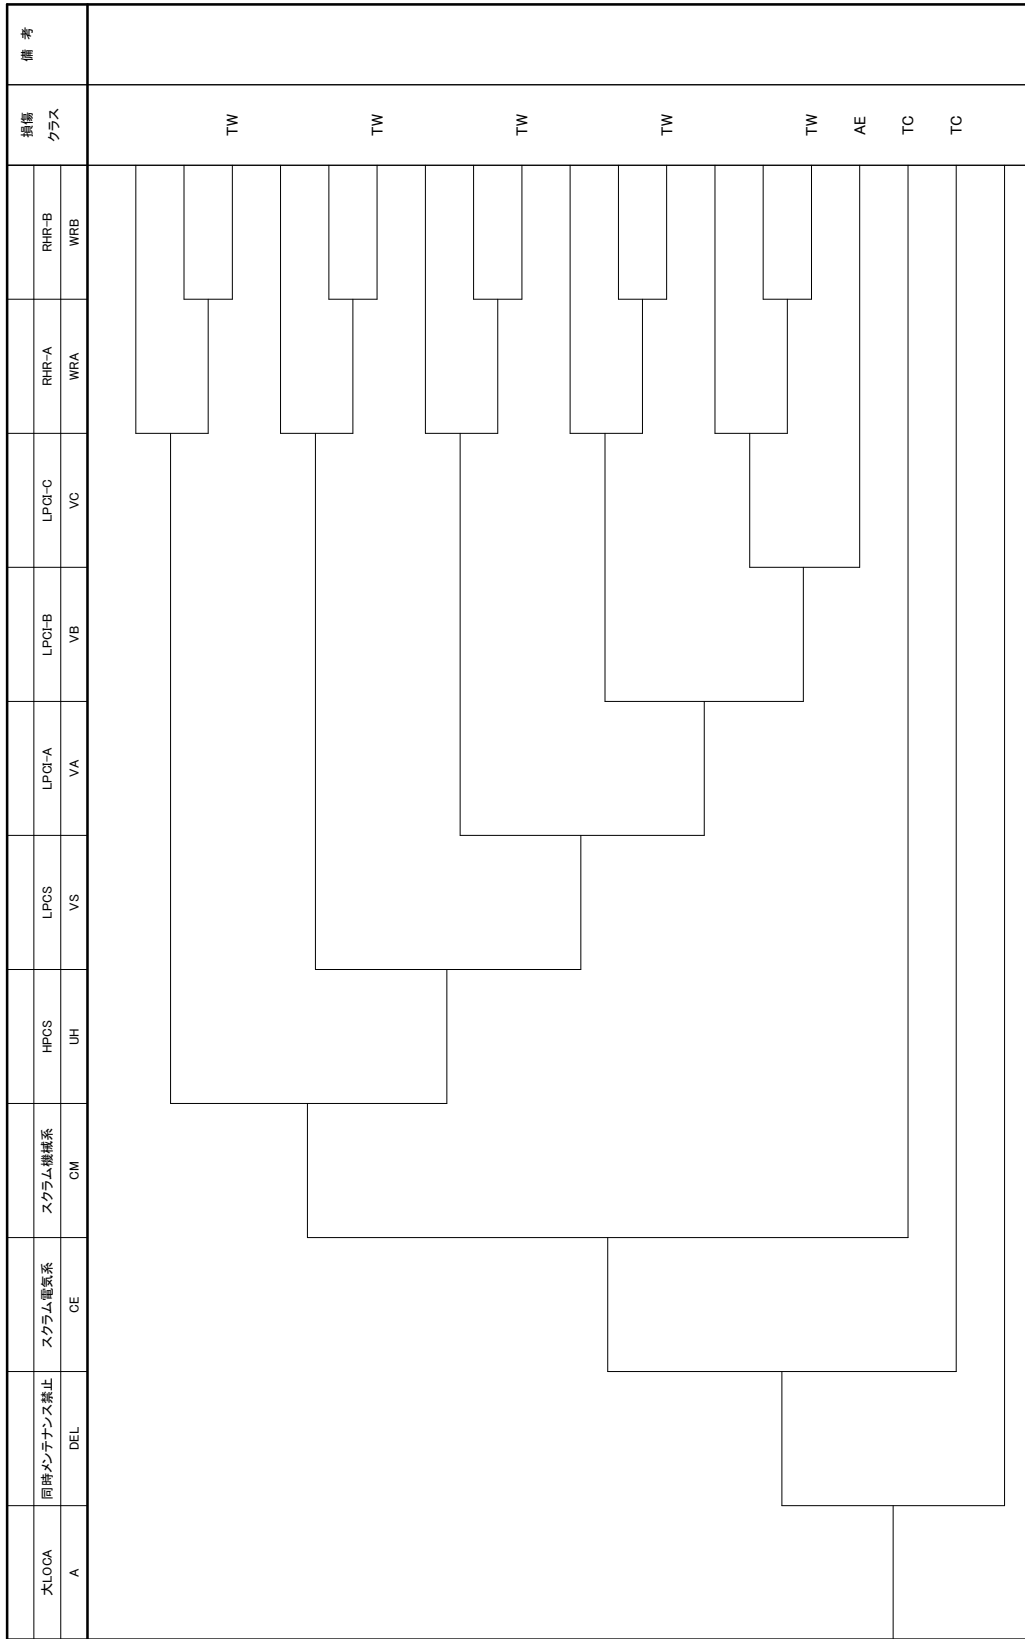 大LOCA
A
同時メンテナンス禁止
DEL
スクラム電気系
CE
スクラム機械系
CM
HPCS
UH
LPCS
VS
LPCI-A
VA
LPCI-B
VB
LPCI-C
VC
RHR-A
WRA
RHR-B
WRB
損傷
クラス
備 考
TW
TW
TW
TW
TW
AE
TC
TC